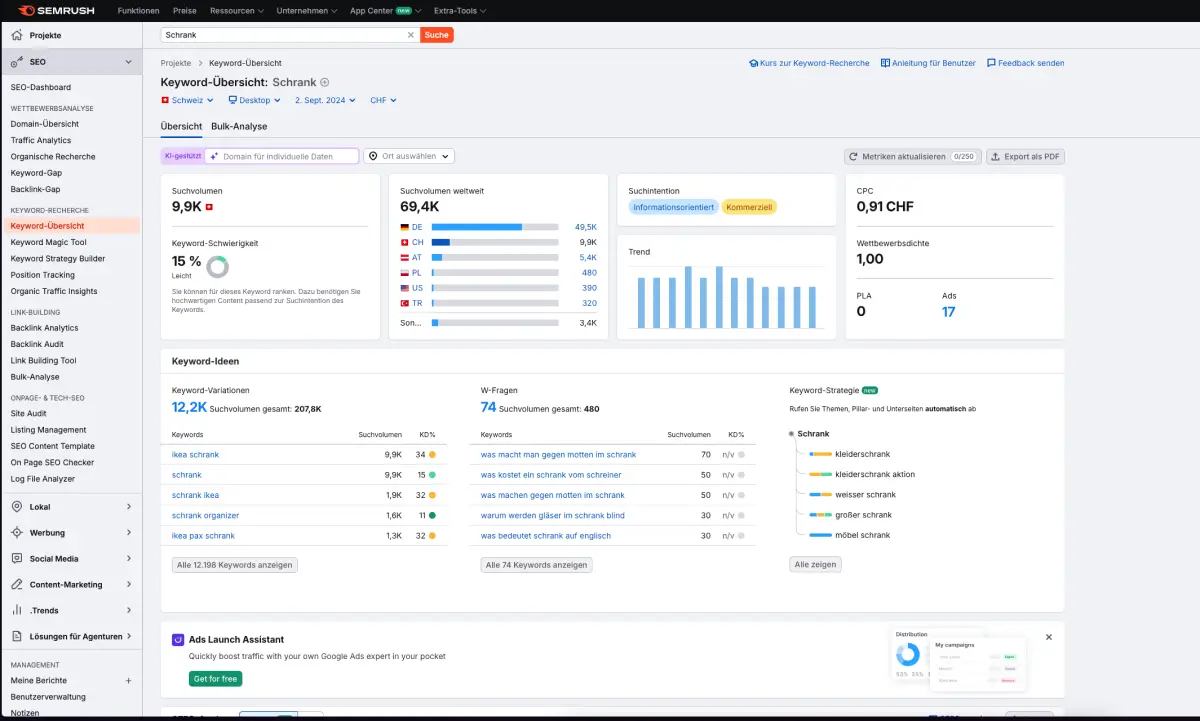 SEMRUSH
Funktionen Preise Ressourcen Unternehmen App Center new Extra-Tools
Projekte
SEO
SEO-Dashboard
WETTBEWERBSANALYSE
Domain-Übersicht
Traffic Analytics
Organische Recherche
Keyword-Gap
Backlink-Gap
KEYWORD-RECHERCHE
Keyword-Übersicht
Keyword Magic Tool
Keyword Strategy Builder
Position Tracking
Organic Traffic Insights
LINK-BUILDING
Backlink Analytics
Backlink Audit
Link Building Tool
Bulk-Analyse
ONPAGE- & TECH-SEO
Site Audit
Listing Management
SEO Content Template
On Page SEO Checker
Log File Analyzer
Lokal
Werbung
Social Media
Content-Marketing
.Trends
Lösungen für Agenturen
MANAGEMENT
Meine Berichte +
Benutzerverwaltung
Notizen
Schrank
Suche
Projekte > Keyword-Übersicht
Kurs zur Keyword-Recherche Anleitung für Benutzer Feedback senden
Keyword-Übersicht: Schrank
Schweiz Desktop 2. Sept. 2024 CHF
Übersicht Bulk-Analyse
KI-gestützt Domain für individuelle Daten Ort auswählen
Metriken aktualisieren 0/250 Export als PDF
Suchvolumen
9,9K
Keyword-Schwierigkeit
15 %
Leicht
Sie können für dieses Keyword ranken. Dazu benötigen Sie
hochwertigen Content passend zur Suchintention des
Keywords.
Suchvolumen weltweit
69,4K
DE 49,5K
CH 9,9K
AT 5,4K
PL 480
US 390
TR 320
Son... 3,4K
Suchintention
Informationsorientiert Kommerziell
Trend
CPC
0,91 CHF
Wettbewerbsdichte
1,00
PLA Ads
0 17
Keyword-Ideen
Keyword-Variationen
12,2K Suchvolumen gesamt: 207,8K
Keywords Suchvolumen KD%
ikea schrank 9,9K 34
schrank 9,9K 15
schrank ikea 1,9K 32
schrank organizer 1,6K 11
ikea pax schrank 1,3K 32
Alle 12.198 Keywords anzeigen
W-Fragen
74 Suchvolumen gesamt: 480
Keywords Suchvolumen KD%
was macht man gegen motten im schrank 70 n/v
was kostet ein schrank vom schreiner 50 n/v
was machen gegen motten im schrank 50 n/v
warum werden gläser im schrank blind 30 n/v
was bedeutet schrank auf englisch 30 n/v
Alle 74 Keywords anzeigen
Keyword-Strategie new
Rufen Sie Themen, Pillar- und Unterseiten automatisch ab
Schrank
kleiderschrank
kleiderschrank aktion
weisser schrank
großer schrank
möbel schrank
Alle zeigen
Ads Launch Assistant
Quickly boost traffic with your own Google Ads expert in your pocket
Get for free
Distribution
My campaigns